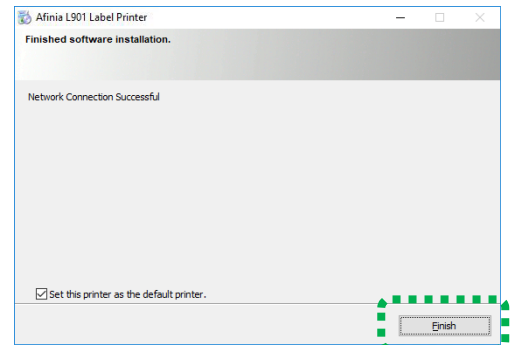 Afinia L901 Label Printer
Finished software installation.
Network Connection Successful
Set this printer as the default printer.
Finish